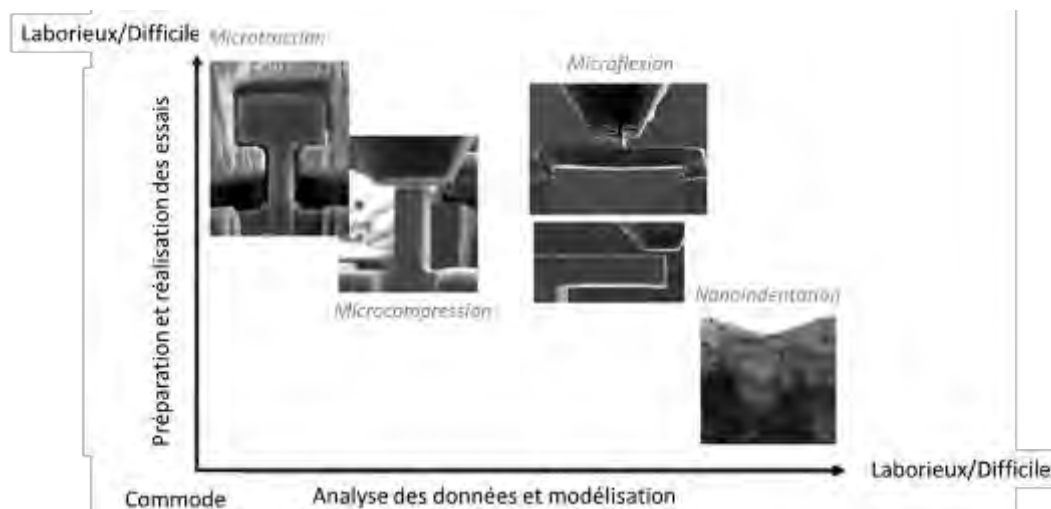 Laborieux/Difficile
Microtraction
Microflexion
Préparation et réalisation des essais
Microcompression
Nanoindentation
Laborieux/Difficile
Commode
Analyse des données et modélisation